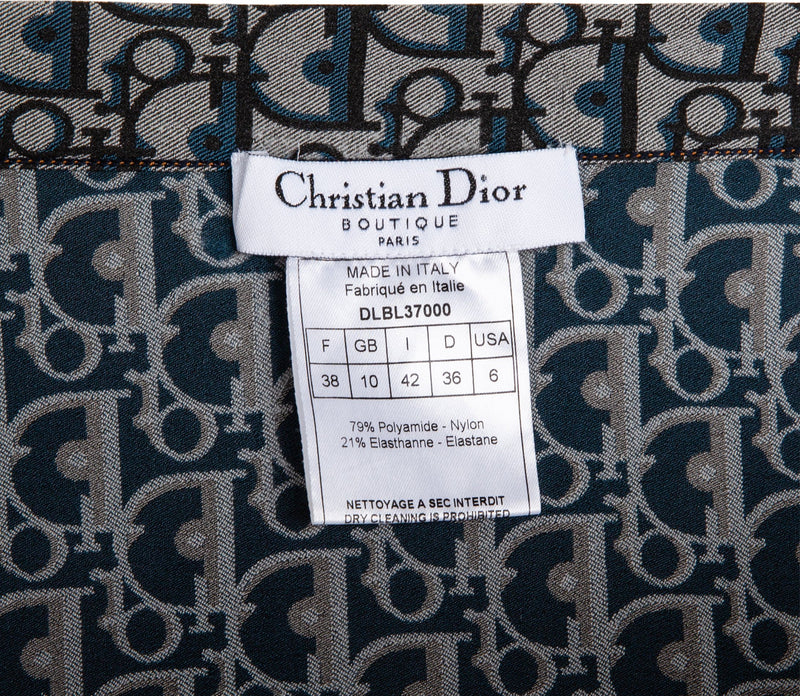 Christian Dior
BOUTIQUE
PARIS
MADE IN ITALY
Fabriqué en Italie
DLBL37000
F GB I D USA
38 10 42 36 6
79% Polyamide - Nylon
21% Elasthanne - Elastane
NETTOYAGE A SEC INTERDIT
DRY CLEANING IS PROHIBITED